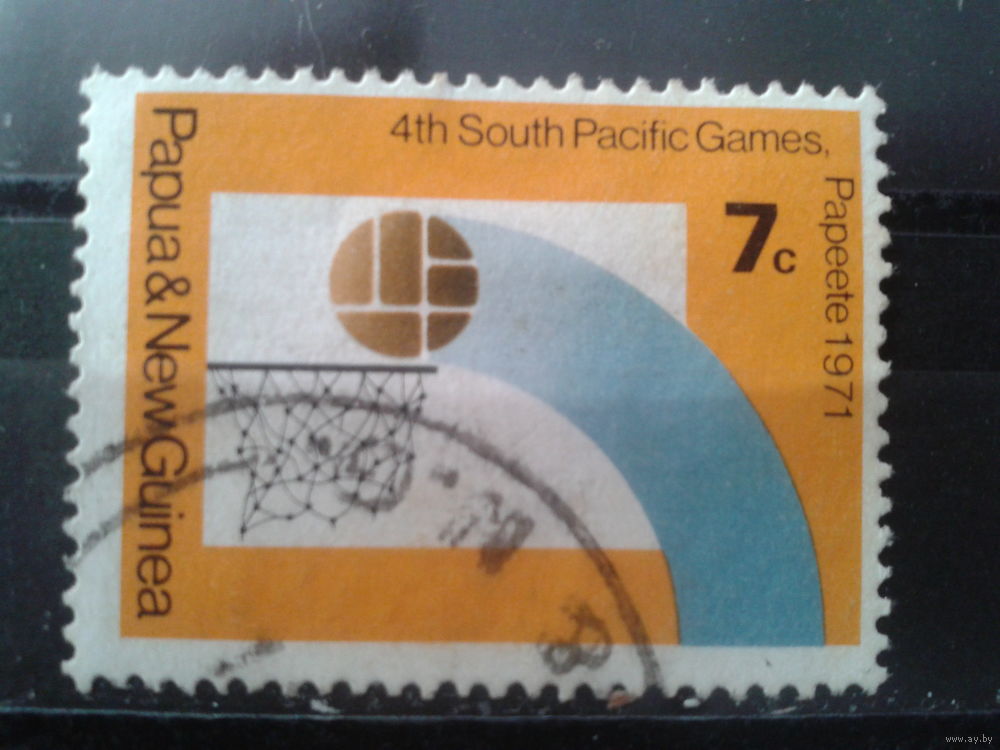 4th South Pacific Games,
Papeete 1971
7c
Papua & New Guinea
www.ay.by